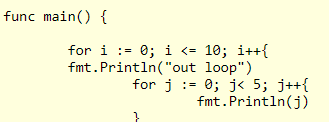 func main() {
for i := 0; i <= 10; i++{
fmt.Println("out loop")
for j := 0; j< 5; j++{
fmt.Println(j)
}